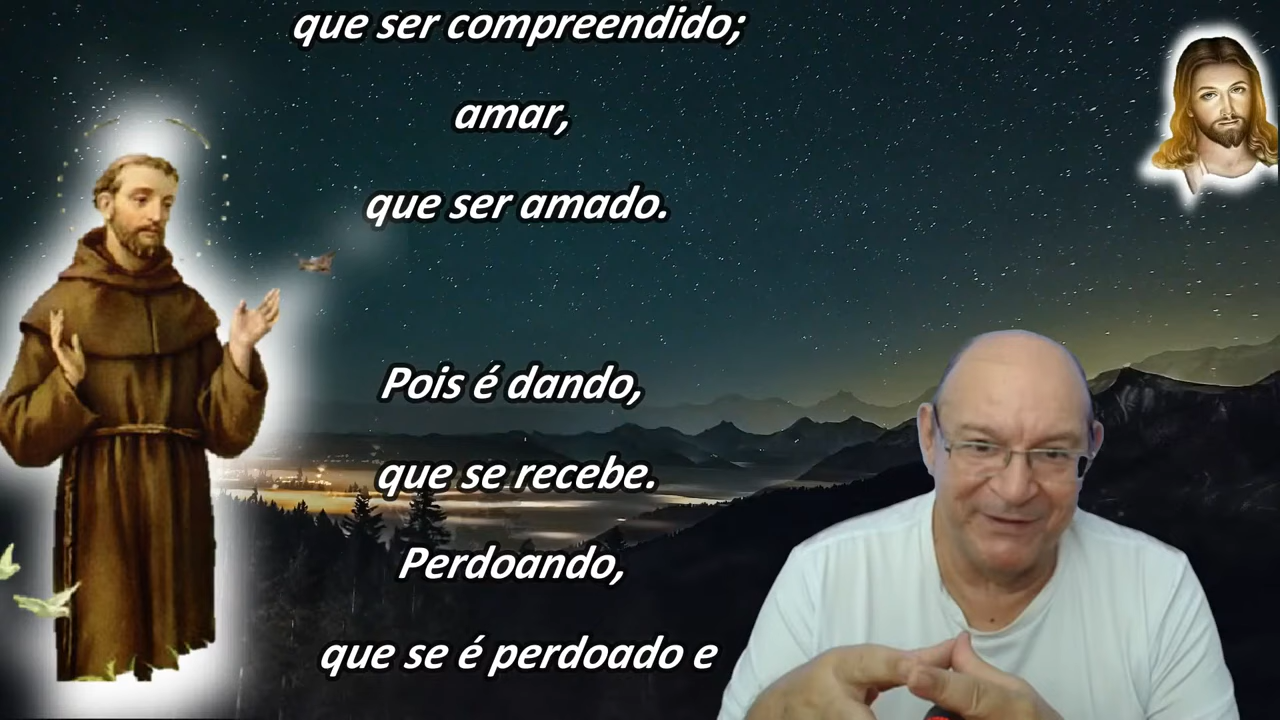 que ser compreendido;
amar,
que ser amado.
Pois é dando,
que se recebe.
Perdoando,
que se é perdoado e